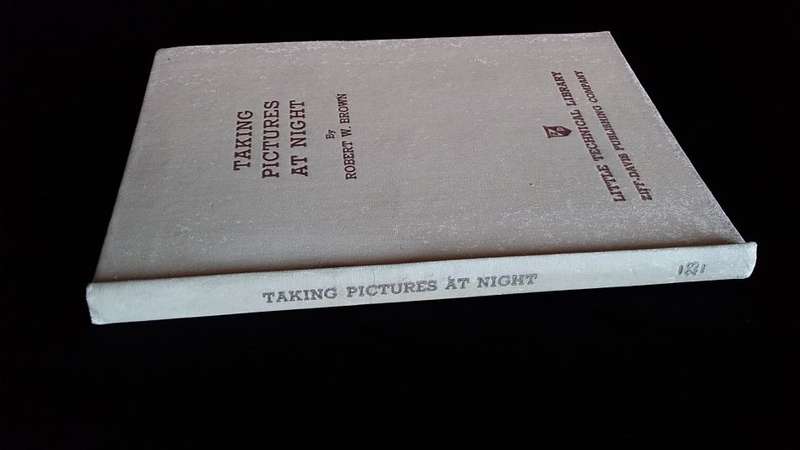 TAKING
PICTURES
AT NIGHT
By
ROBERT W. BROWN
LITTLE TECHNICAL LIBRARY
ZIFF-DAVIS PUBLISHING COMPANY
TAKING PICTURES AT NIGHT